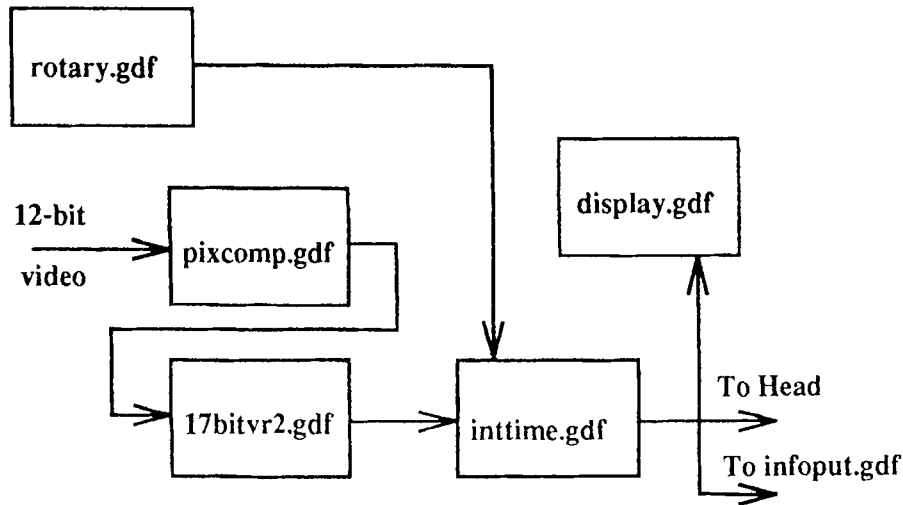 rotary.gdf
12-bit
video
pixcomp.gdf
display.gdf
17bitvr2.gdf
inttime.gdf
To Head
To infoput.gdf